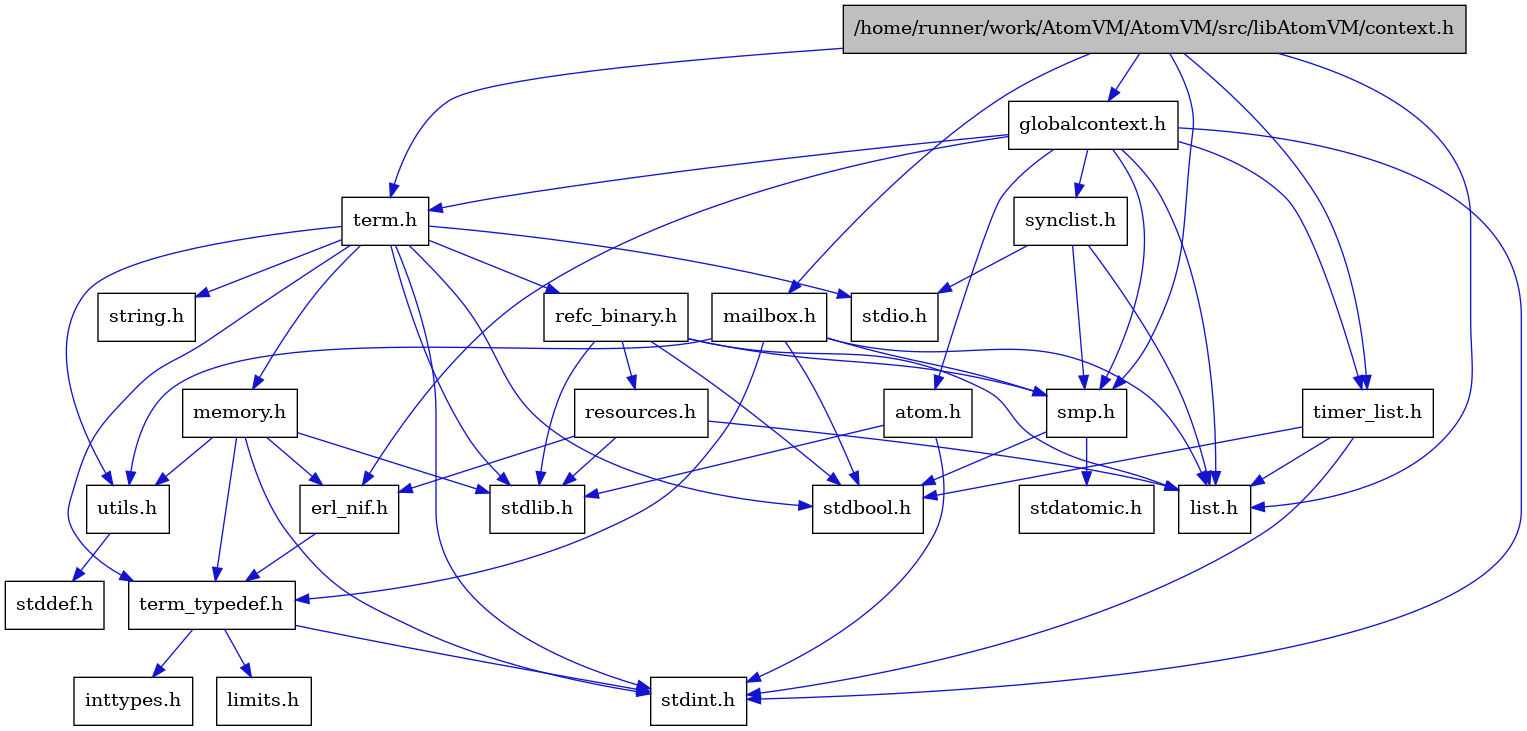 /home/runner/work/AtomVM/AtomVM/src/libAtomVM/context.h
globalcontext.h
term.h
synclist.h
string.h
refc_binary.h
mailbox.h
stdio.h
memory.h
resources.h
atom.h
smp.h
timer_list.h
utils.h
erl_nif.h
stdlib.h
stdbool.h
stdatomic.h
list.h
stddef.h
term_typedef.h
inttypes.h
limits.h
stdint.h